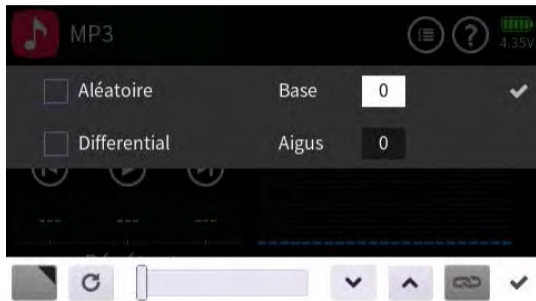 MP3
4.35V
Aléatoire Base 0
Differential Aigus 0
--- --- ---